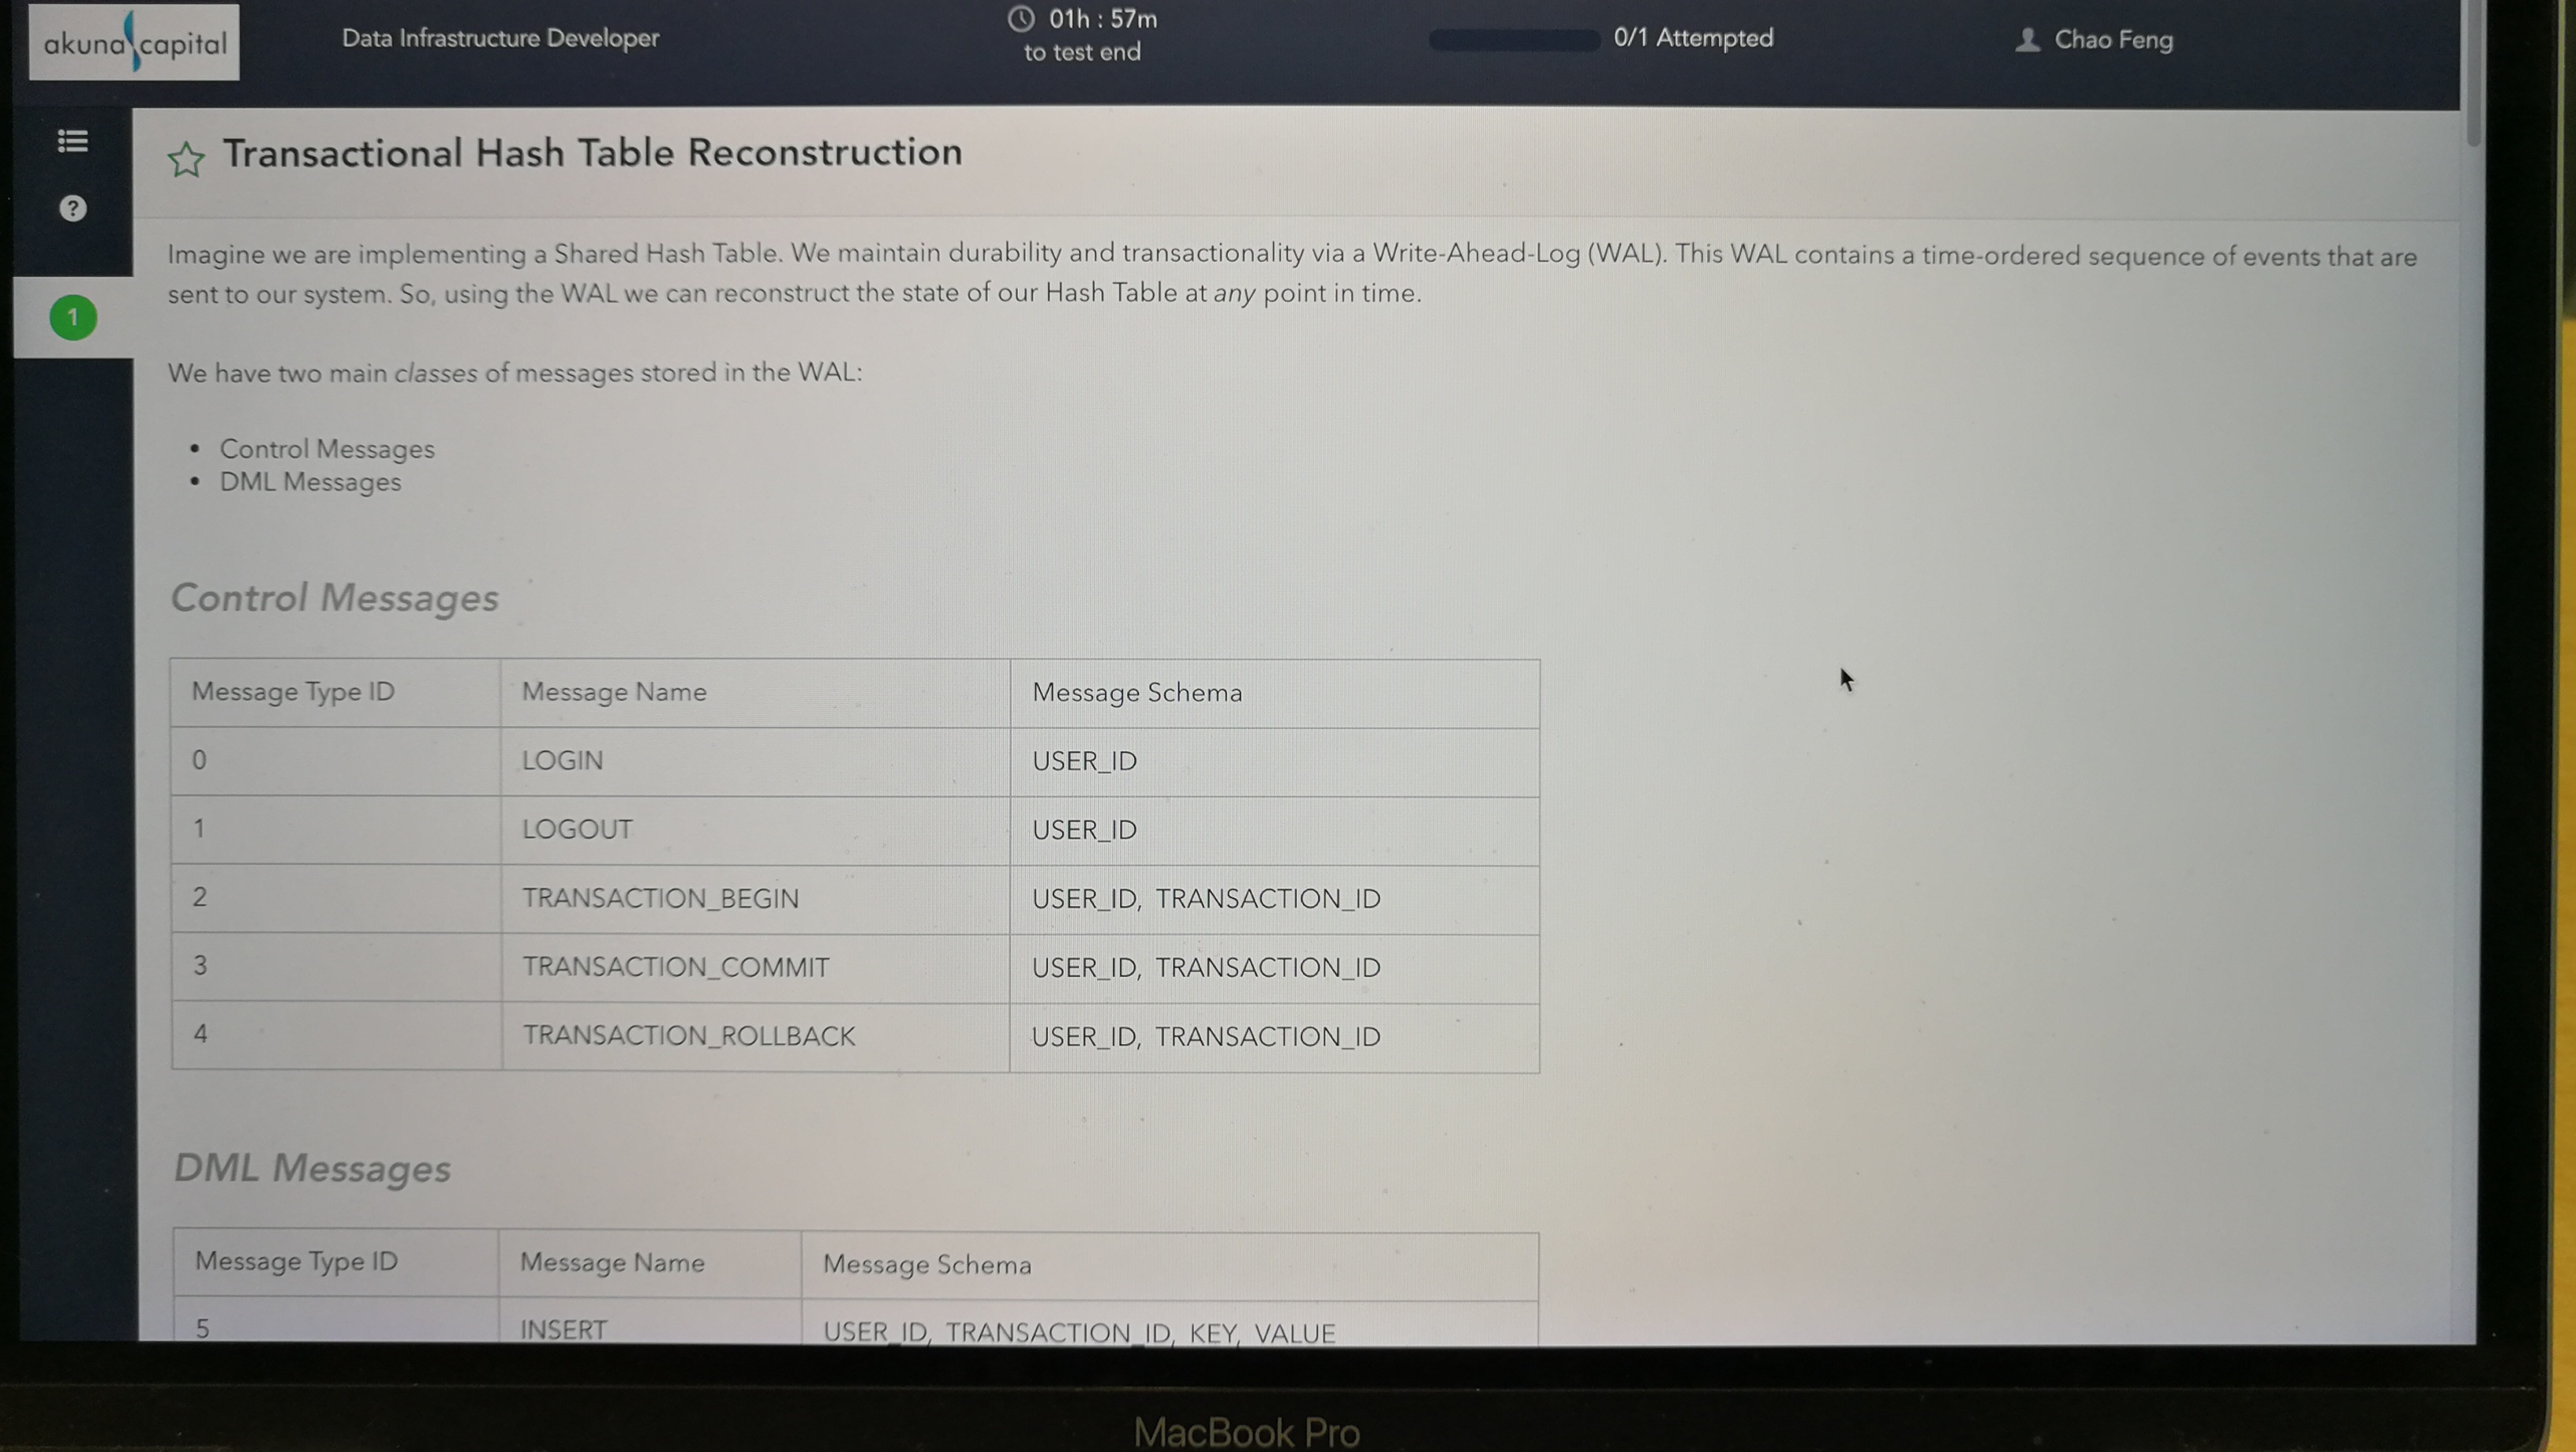 akuna capital
Data Infrastructure Developer
01h : 57m
to test end
0/1 Attempted
Chao Feng
?
1
Transactional Hash Table Reconstruction
Imagine we are implementing a Shared Hash Table. We maintain durability and transactionality via a Write-Ahead-Log (WAL). This WAL contains a time-ordered sequence of events that are
sent to our system. So, using the WAL we can reconstruct the state of our Hash Table at any point in time.
We have two main classes of messages stored in the WAL:
• Control Messages
• DML Messages
Control Messages
Message Type ID Message Name Message Schema
0 LOGIN USER_ID
1 LOGOUT USER_ID
2 TRANSACTION_BEGIN USER_ID, TRANSACTION_ID
3 TRANSACTION_COMMIT USER_ID, TRANSACTION_ID
4 TRANSACTION_ROLLBACK USER_ID, TRANSACTION_ID
DML Messages
Message Type ID Message Name Message Schema
5 INSERT USER_ID, TRANSACTION_ID, KEY, VALUE
MacBook Pro